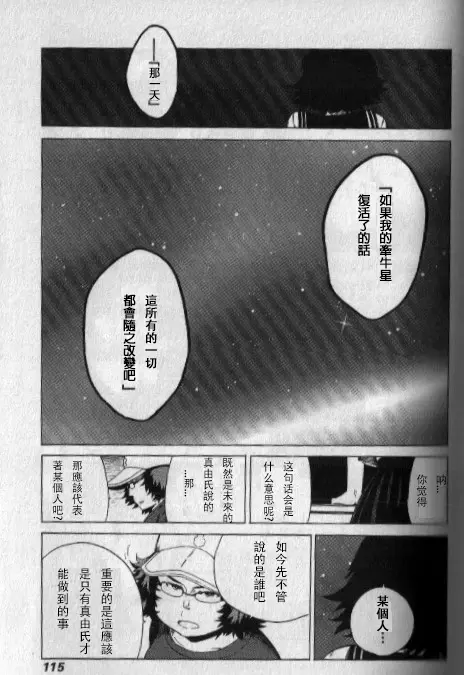 ——『那一天』
『如果我的牽牛星
復活了的話
這所有的一切
都會隨之改變吧』
吶…
你觉得
这句话会是
什么意思呢?
既然是未來的
真由氏說的
…那…
那應該代表
著某個人吧?
某個人…
如今先不管
說的是誰吧
重要的是這應該
是只有真由氏才
能做到的事
115